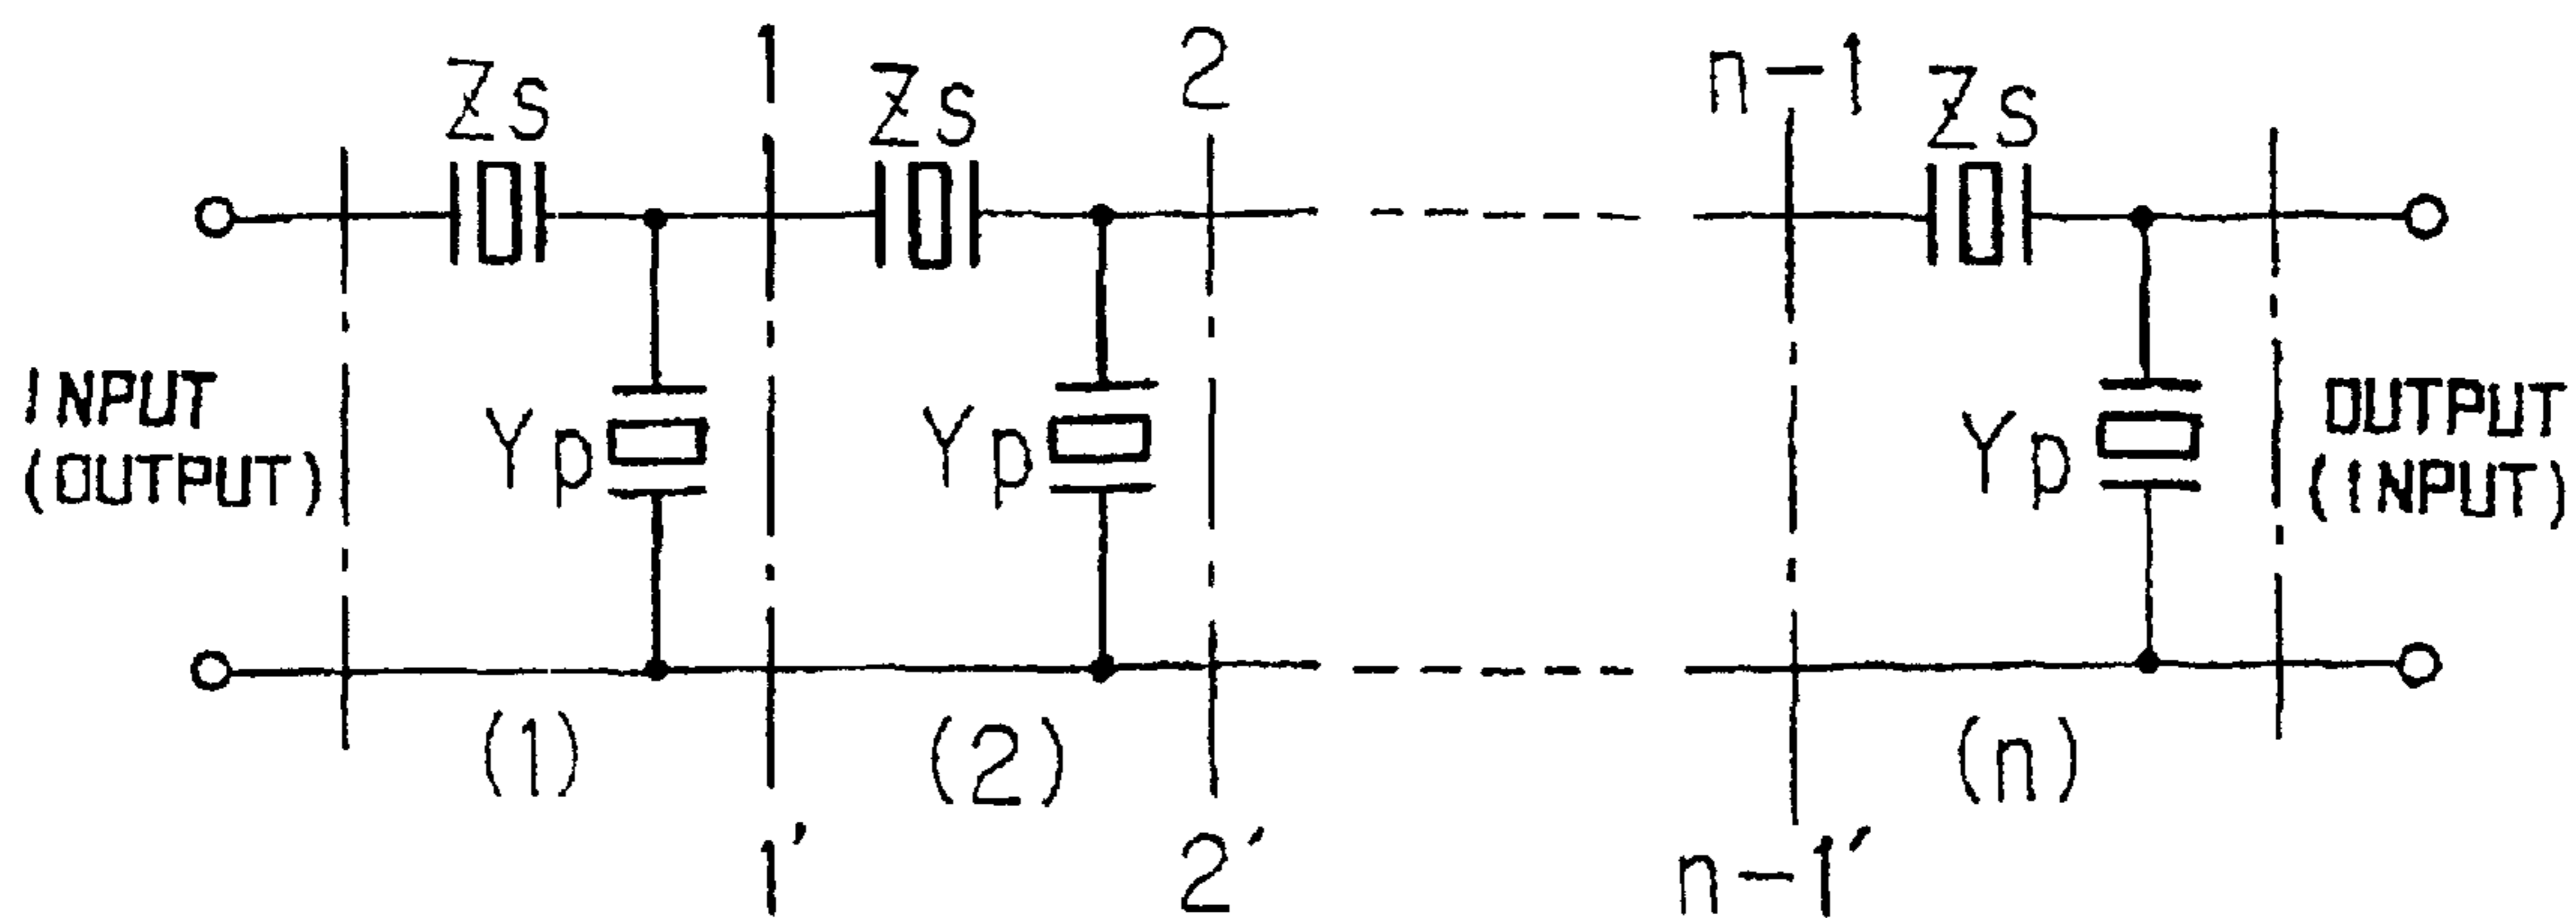 1
2
n-1
Zs
Zs
Zs
INPUT
(OUTPUT)
Yp
Yp
Yp
OUTPUT
(INPUT)
(1)
(2)
(n)
1'
2'
n-1'